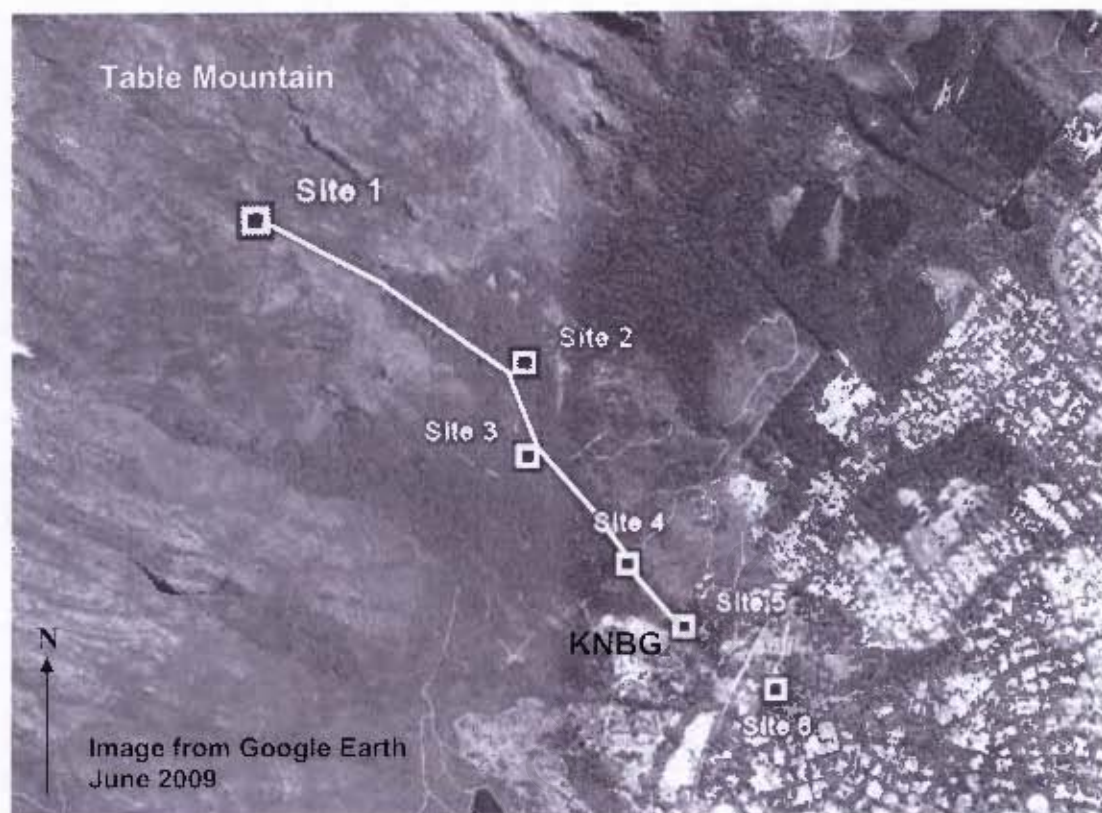 Table Mountain
Site 1
Site 2
Site 3
Site 4
Site 5
KNBG
Site 6
N
Image from Google Earth
June 2009